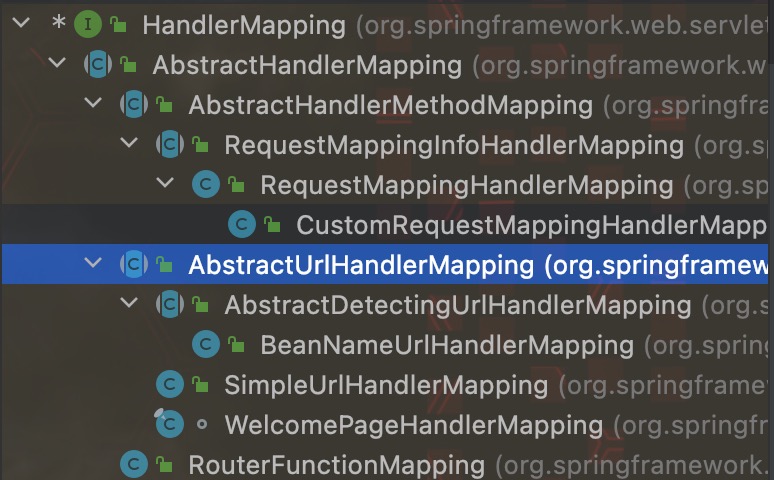 * I HandlerMapping (org.springframework.web.servlet
C AbstractHandlerMapping (org.springframework.w
C AbstractHandlerMethodMapping (org.springfra
C RequestMappingInfoHandlerMapping (org.s
C RequestMappingHandlerMapping (org.sp
C CustomRequestMappingHandlerMapp
C AbstractUrlHandlerMapping (org.springframew
C AbstractDetectingUrlHandlerMapping (org.s
C BeanNameUrlHandlerMapping (org.spring
C SimpleUrlHandlerMapping (org.springframe
C WelcomePageHandlerMapping (org.springfr
C RouterFunctionMapping (org.springframework.